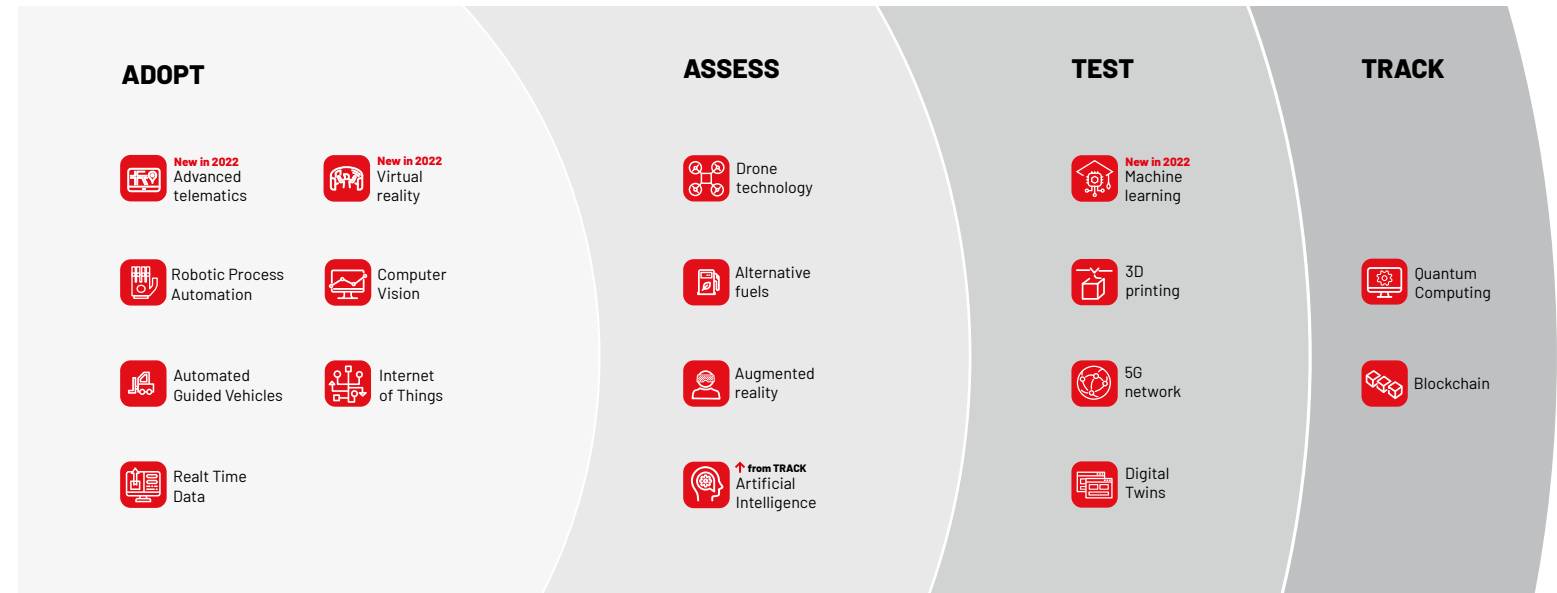 ADOPT
New in 2022
Advanced
telematics
New in 2022
Virtual
reality
Robotic Process
Automation
Computer
Vision
Automated
Guided Vehicles
Internet
of Things
Realt Time
Data
ASSESS
Drone
technology
Alternative
fuels
Augmented
reality
from TRACK
Artificial
Intelligence
TEST
New in 2022
Machine
learning
3D
printing
5G
network
Digital
Twins
TRACK
Quantum
Computing
Blockchain